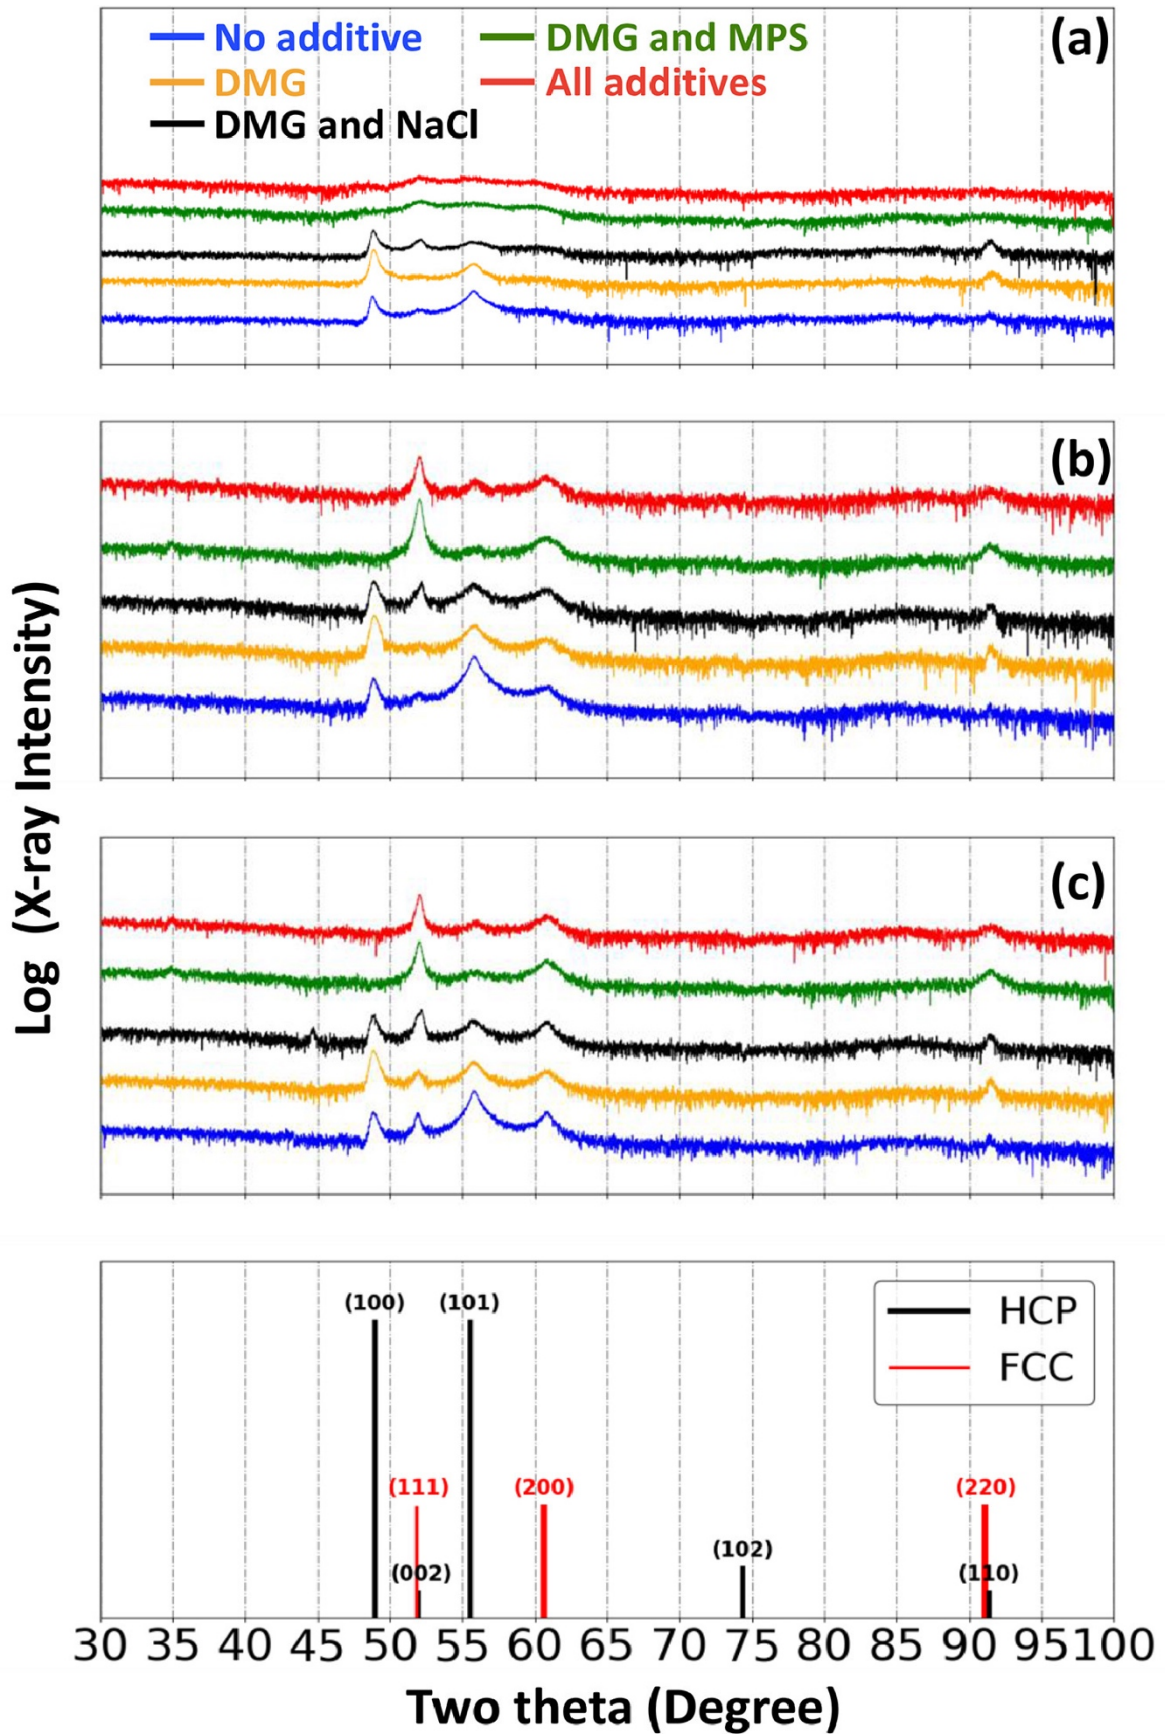 No additive
DMG and MPS
DMG
All additives
DMG and NaCl
(a)
(b)
(c)
Log (X-ray Intensity)
(100)
(101)
HCP
FCC
(111)
(200)
(220)
(102)
(002)
(110)
30 35 40 45 50 55 60 65 70 75 80 85 90 95 100
Two theta (Degree)